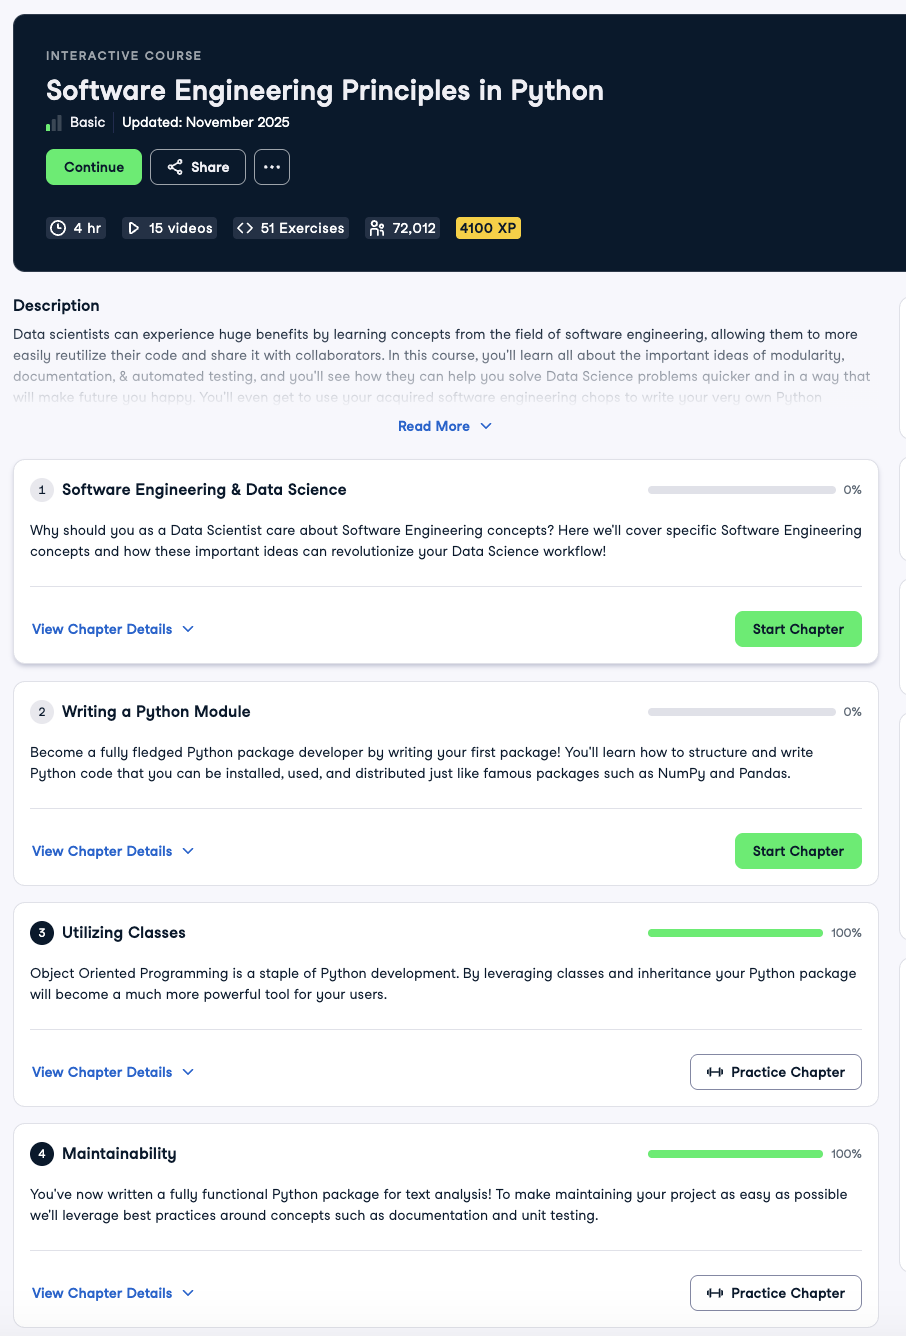 INTERACTIVE COURSE
Software Engineering Principles in Python
Basic Updated: November 2025
Continue Share
4 hr 15 videos 51 Exercises 72,012 4100 XP
Description
Data scientists can experience huge benefits by learning concepts from the field of software engineering, allowing them to more
easily reutilize their code and share it with collaborators. In this course, you'll learn all about the important ideas of modularity,
documentation, & automated testing, and you'll see how they can help you solve Data Science problems quicker and in a way that
will make future you happy. You'll even get to use your acquired software engineering chops to write your very own Python
Read More
1 Software Engineering & Data Science 0%
Why should you as a Data Scientist care about Software Engineering concepts? Here we'll cover specific Software Engineering
concepts and how these important ideas can revolutionize your Data Science workflow!
View Chapter Details Start Chapter
2 Writing a Python Module 0%
Become a fully fledged Python package developer by writing your first package! You'll learn how to structure and write
Python code that you can be installed, used, and distributed just like famous packages such as NumPy and Pandas.
View Chapter Details Start Chapter
3 Utilizing Classes 100%
Object Oriented Programming is a staple of Python development. By leveraging classes and inheritance your Python package
will become a much more powerful tool for your users.
View Chapter Details Practice Chapter
4 Maintainability 100%
You've now written a fully functional Python package for text analysis! To make maintaining your project as easy as possible
we'll leverage best practices around concepts such as documentation and unit testing.
View Chapter Details Practice Chapter